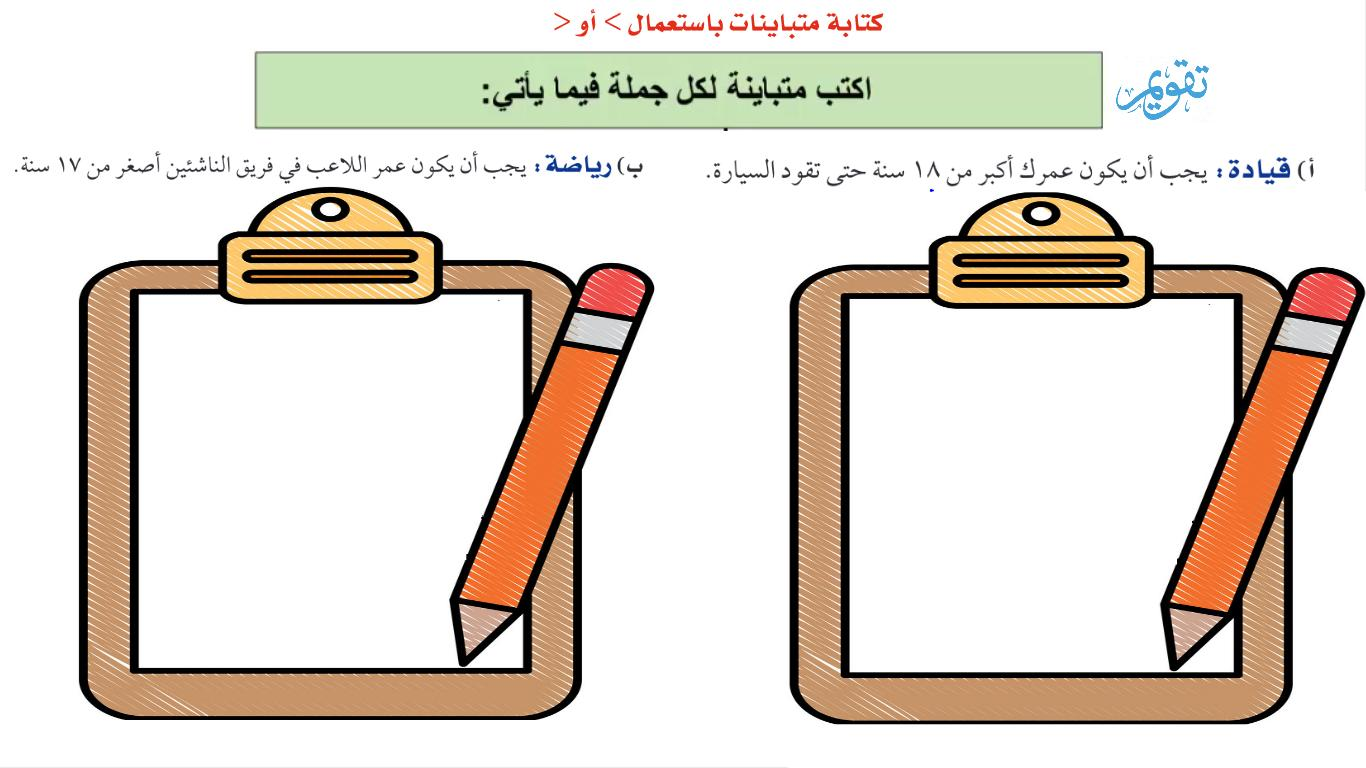 كتابة متباينات باستعمال > أو <
تقويم
اكتب متباينة لكل جملة فيما يأتي:
أ) قيادة : يجب أن يكون عمرك أكبر من ١٨ سنة حتى تقود السيارة.
ب) رياضة : يجب أن يكون عمر اللاعب في فريق الناشئين أصغر من ١٧ سنة.